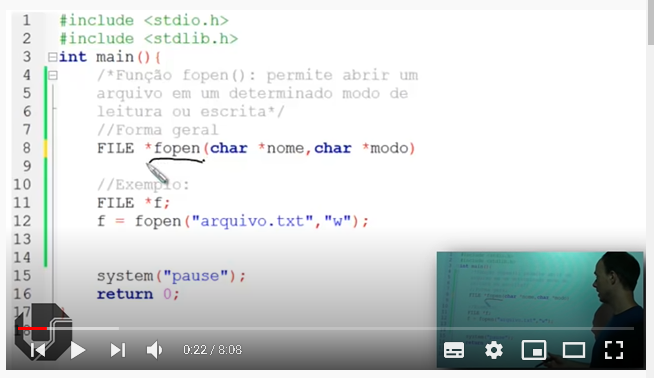 1 #include <stdio.h>
2 #include <stdlib.h>
3 int main(){
4 /*Função fopen(): permite abrir um
5 arquivo em um determinado modo de
6 leitura ou escrita*/
7 //Forma geral
8 FILE *fopen(char *nome,char *modo)
9
10 //Exemplo:
11 FILE *f;
12 f = fopen("arquivo.txt","w");
13
14
15 system("pause");
16 return 0;
17
0:22 / 8:08